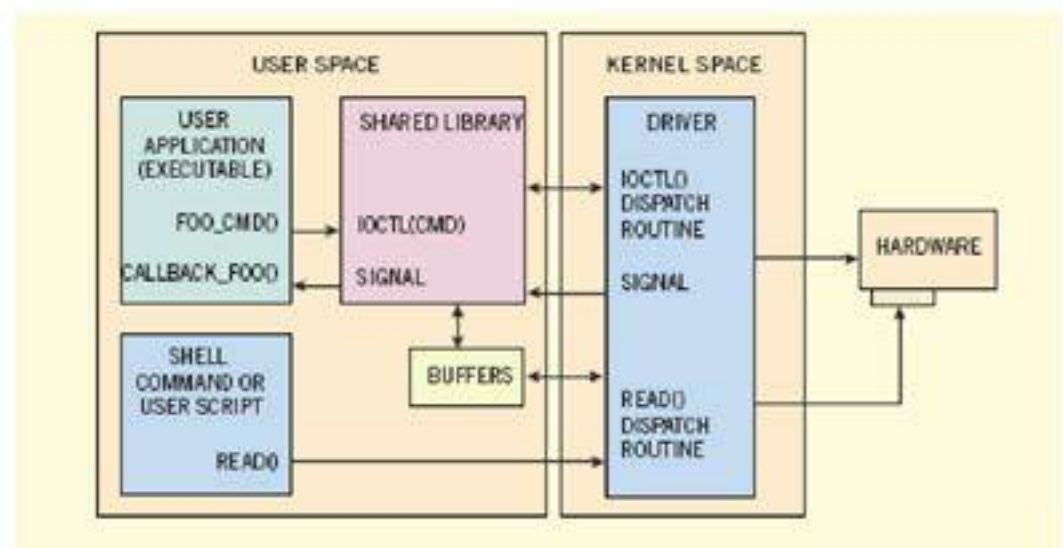 USER SPACE
USER
APPLICATION
(EXECUTABLE)
FOO_CMD()
CALLBACK_FOO()
SHARED LIBRARY
IOCTL(CMD)
SIGNAL
SHELL
COMMAND OR
USER SCRIPT
READ()
BUFFERS
KERNEL SPACE
DRIVER
IOCTL()
DISPATCH
ROUTINE
SIGNAL
READ()
DISPATCH
ROUTINE
HARDWARE